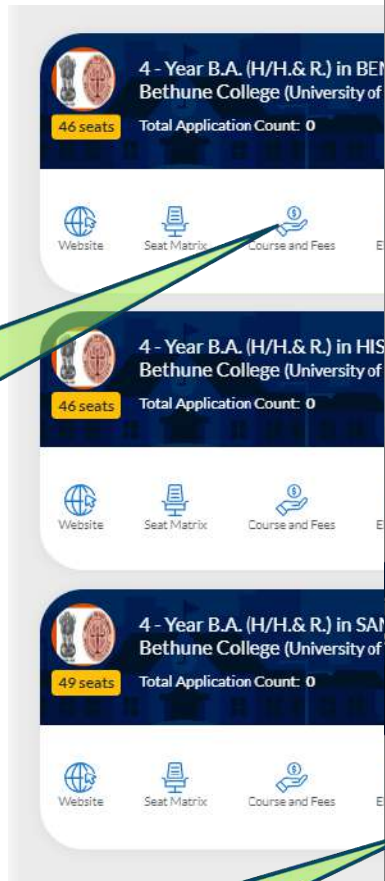 4 - Year B.A. (H/H.& R.) in BEN
Bethune College (University of
46 seats
Total Application Count: 0
Website
Seat Matrix
Course and Fees
E
4 - Year B.A. (H/H.& R.) in HIS
Bethune College (University of
46 seats
Total Application Count: 0
Website
Seat Matrix
Course and Fees
E
4 - Year B.A. (H/H.& R.) in SAN
Bethune College (University of
49 seats
Total Application Count: 0
Website
Seat Matrix
Course and Fees
E